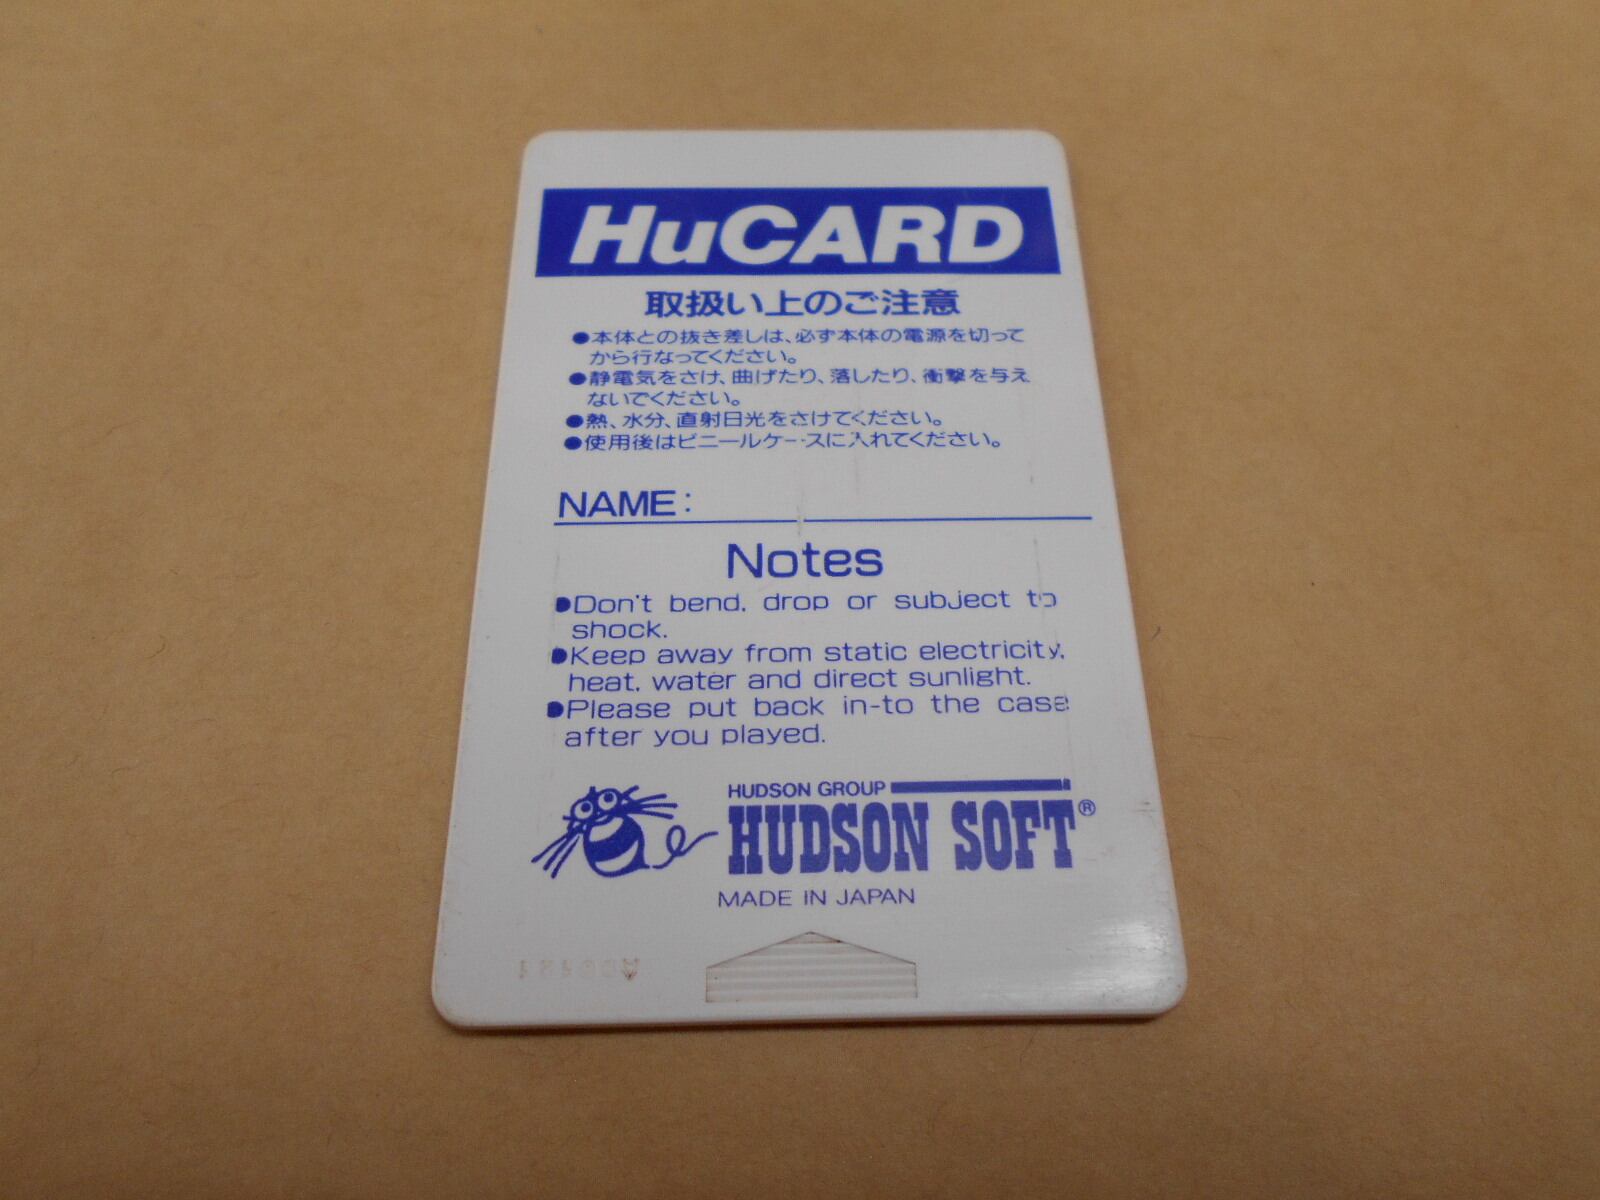 HuCARD
取扱い上のご注意
●本体との抜き差しは、必ず本体の電源を切って
から行なってください。
●静電気をさけ、曲げたり、落したり、衝撃を与え
ないでください。
●熱、水分、直射日光をさけてください。
●使用後はビニールケースに入れてください。
NAME:
Notes
●Don't bend, drop or subject to
shock.
●Keep away from static electricity,
heat, water and direct sunlight.
●Please put back in-to the case
after you played.
HUDSON GROUP
HUDSON SOFT®
MADE IN JAPAN